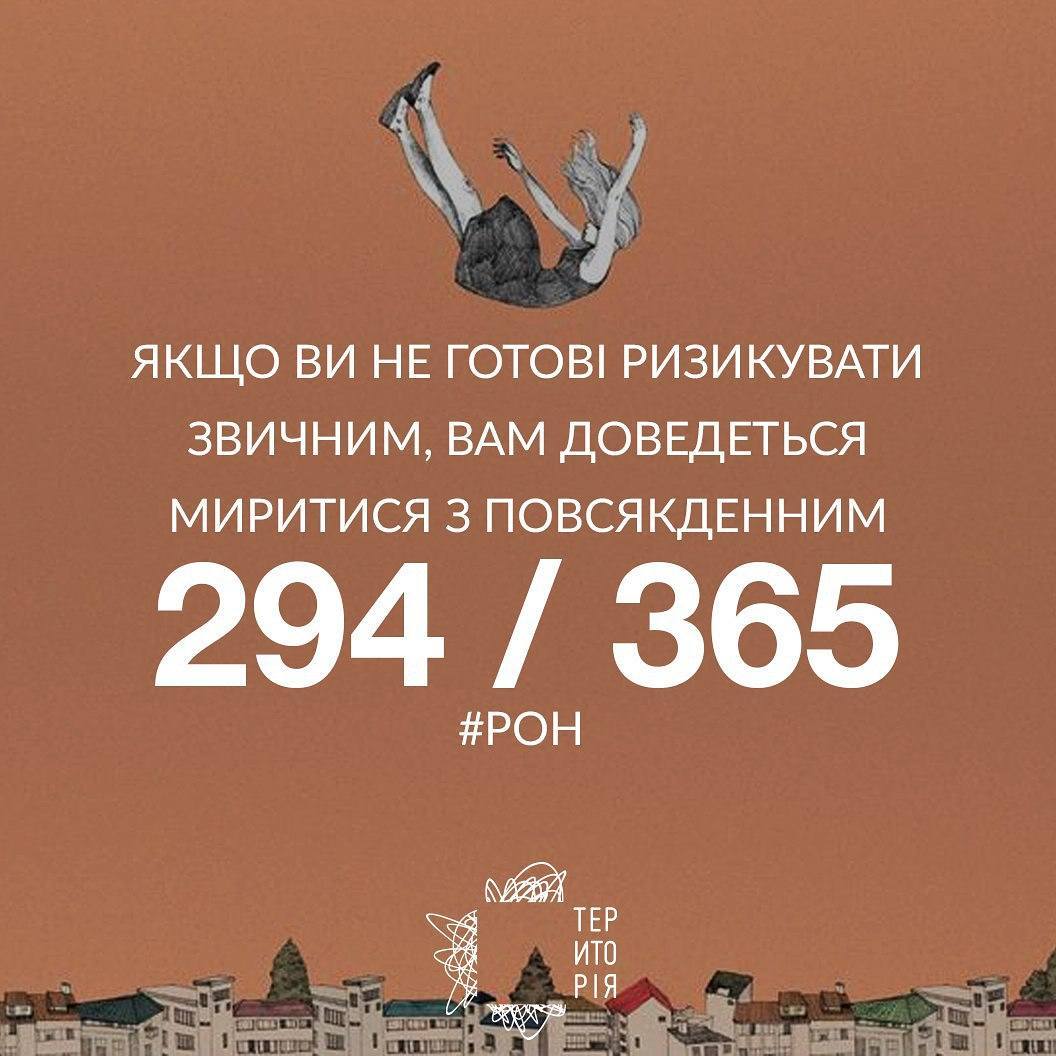 ЯКЩО ВИ НЕ ГОТОВІ РИЗИКУВАТИ
ЗВИЧНИМ, ВАМ ДОВЕДЕТЬСЯ
МИРИТИСЯ З ПОВСЯКДЕННИМ
294 / 365
#РОН
ТЕР
ИТО
РІЯ